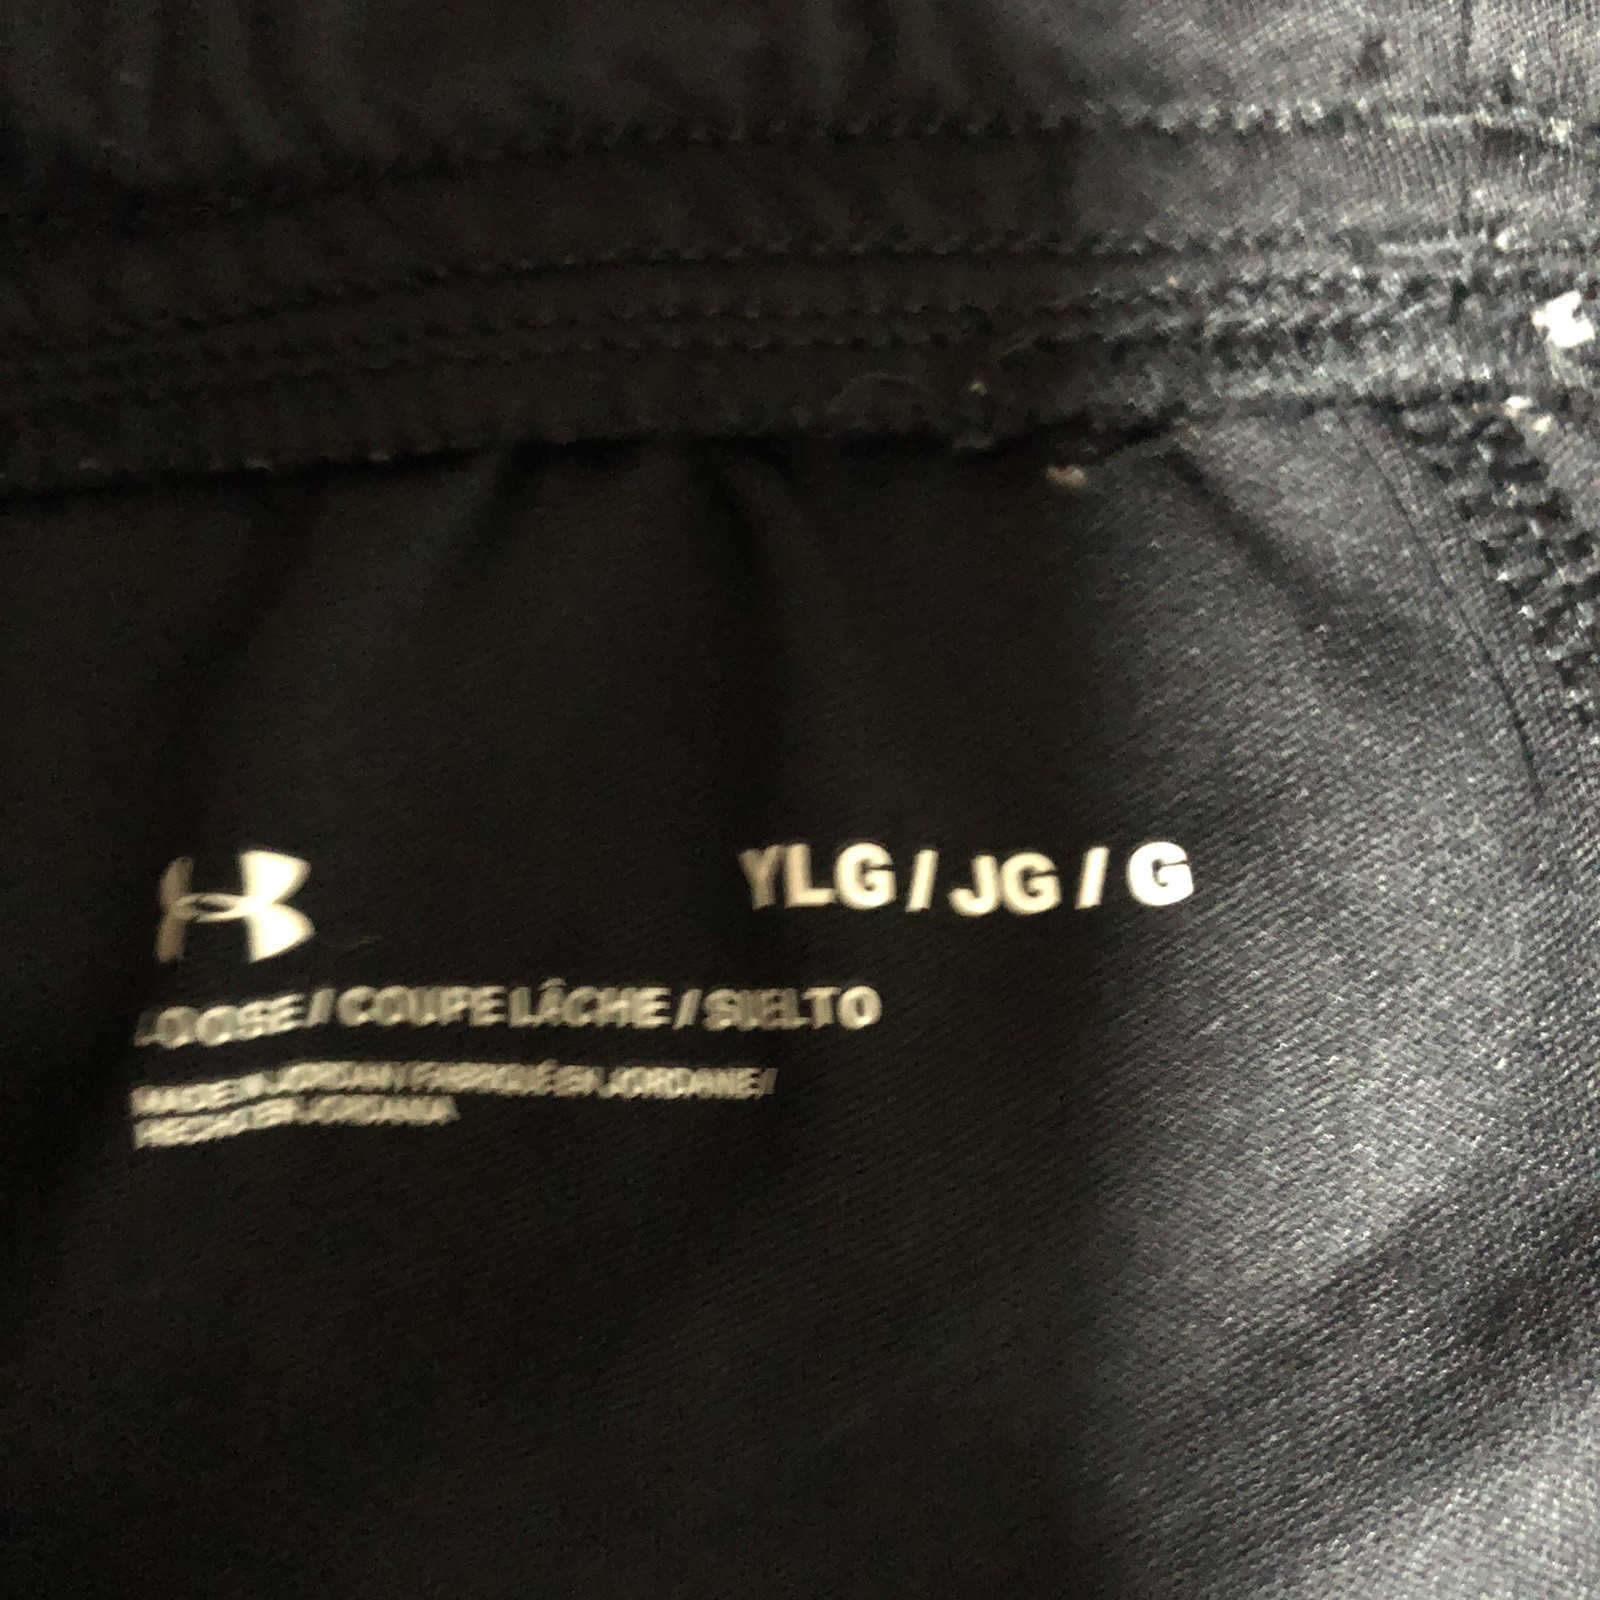 YLG / JG / G
LOOSE / COUPE LÂCHE / SUELTO
MADE IN JORDAN / FABRIQUÉ EN JORDANIE /
HECHO EN JORDANIA